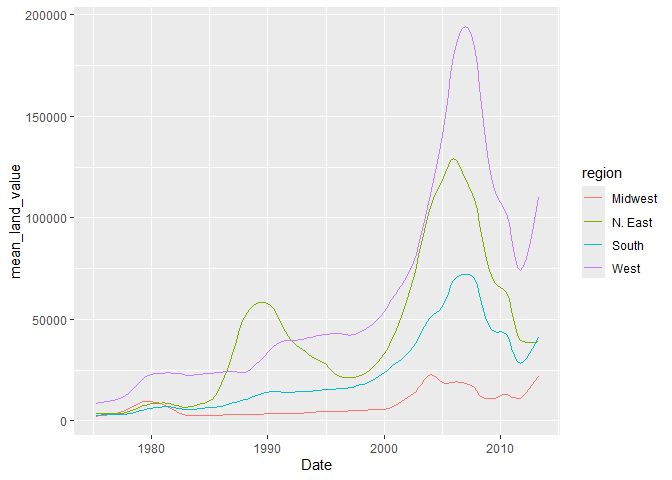 200000
150000
100000
50000
0
mean_land_value
1980
1990
2000
2010
Date
region
Midwest
N. East
South
West